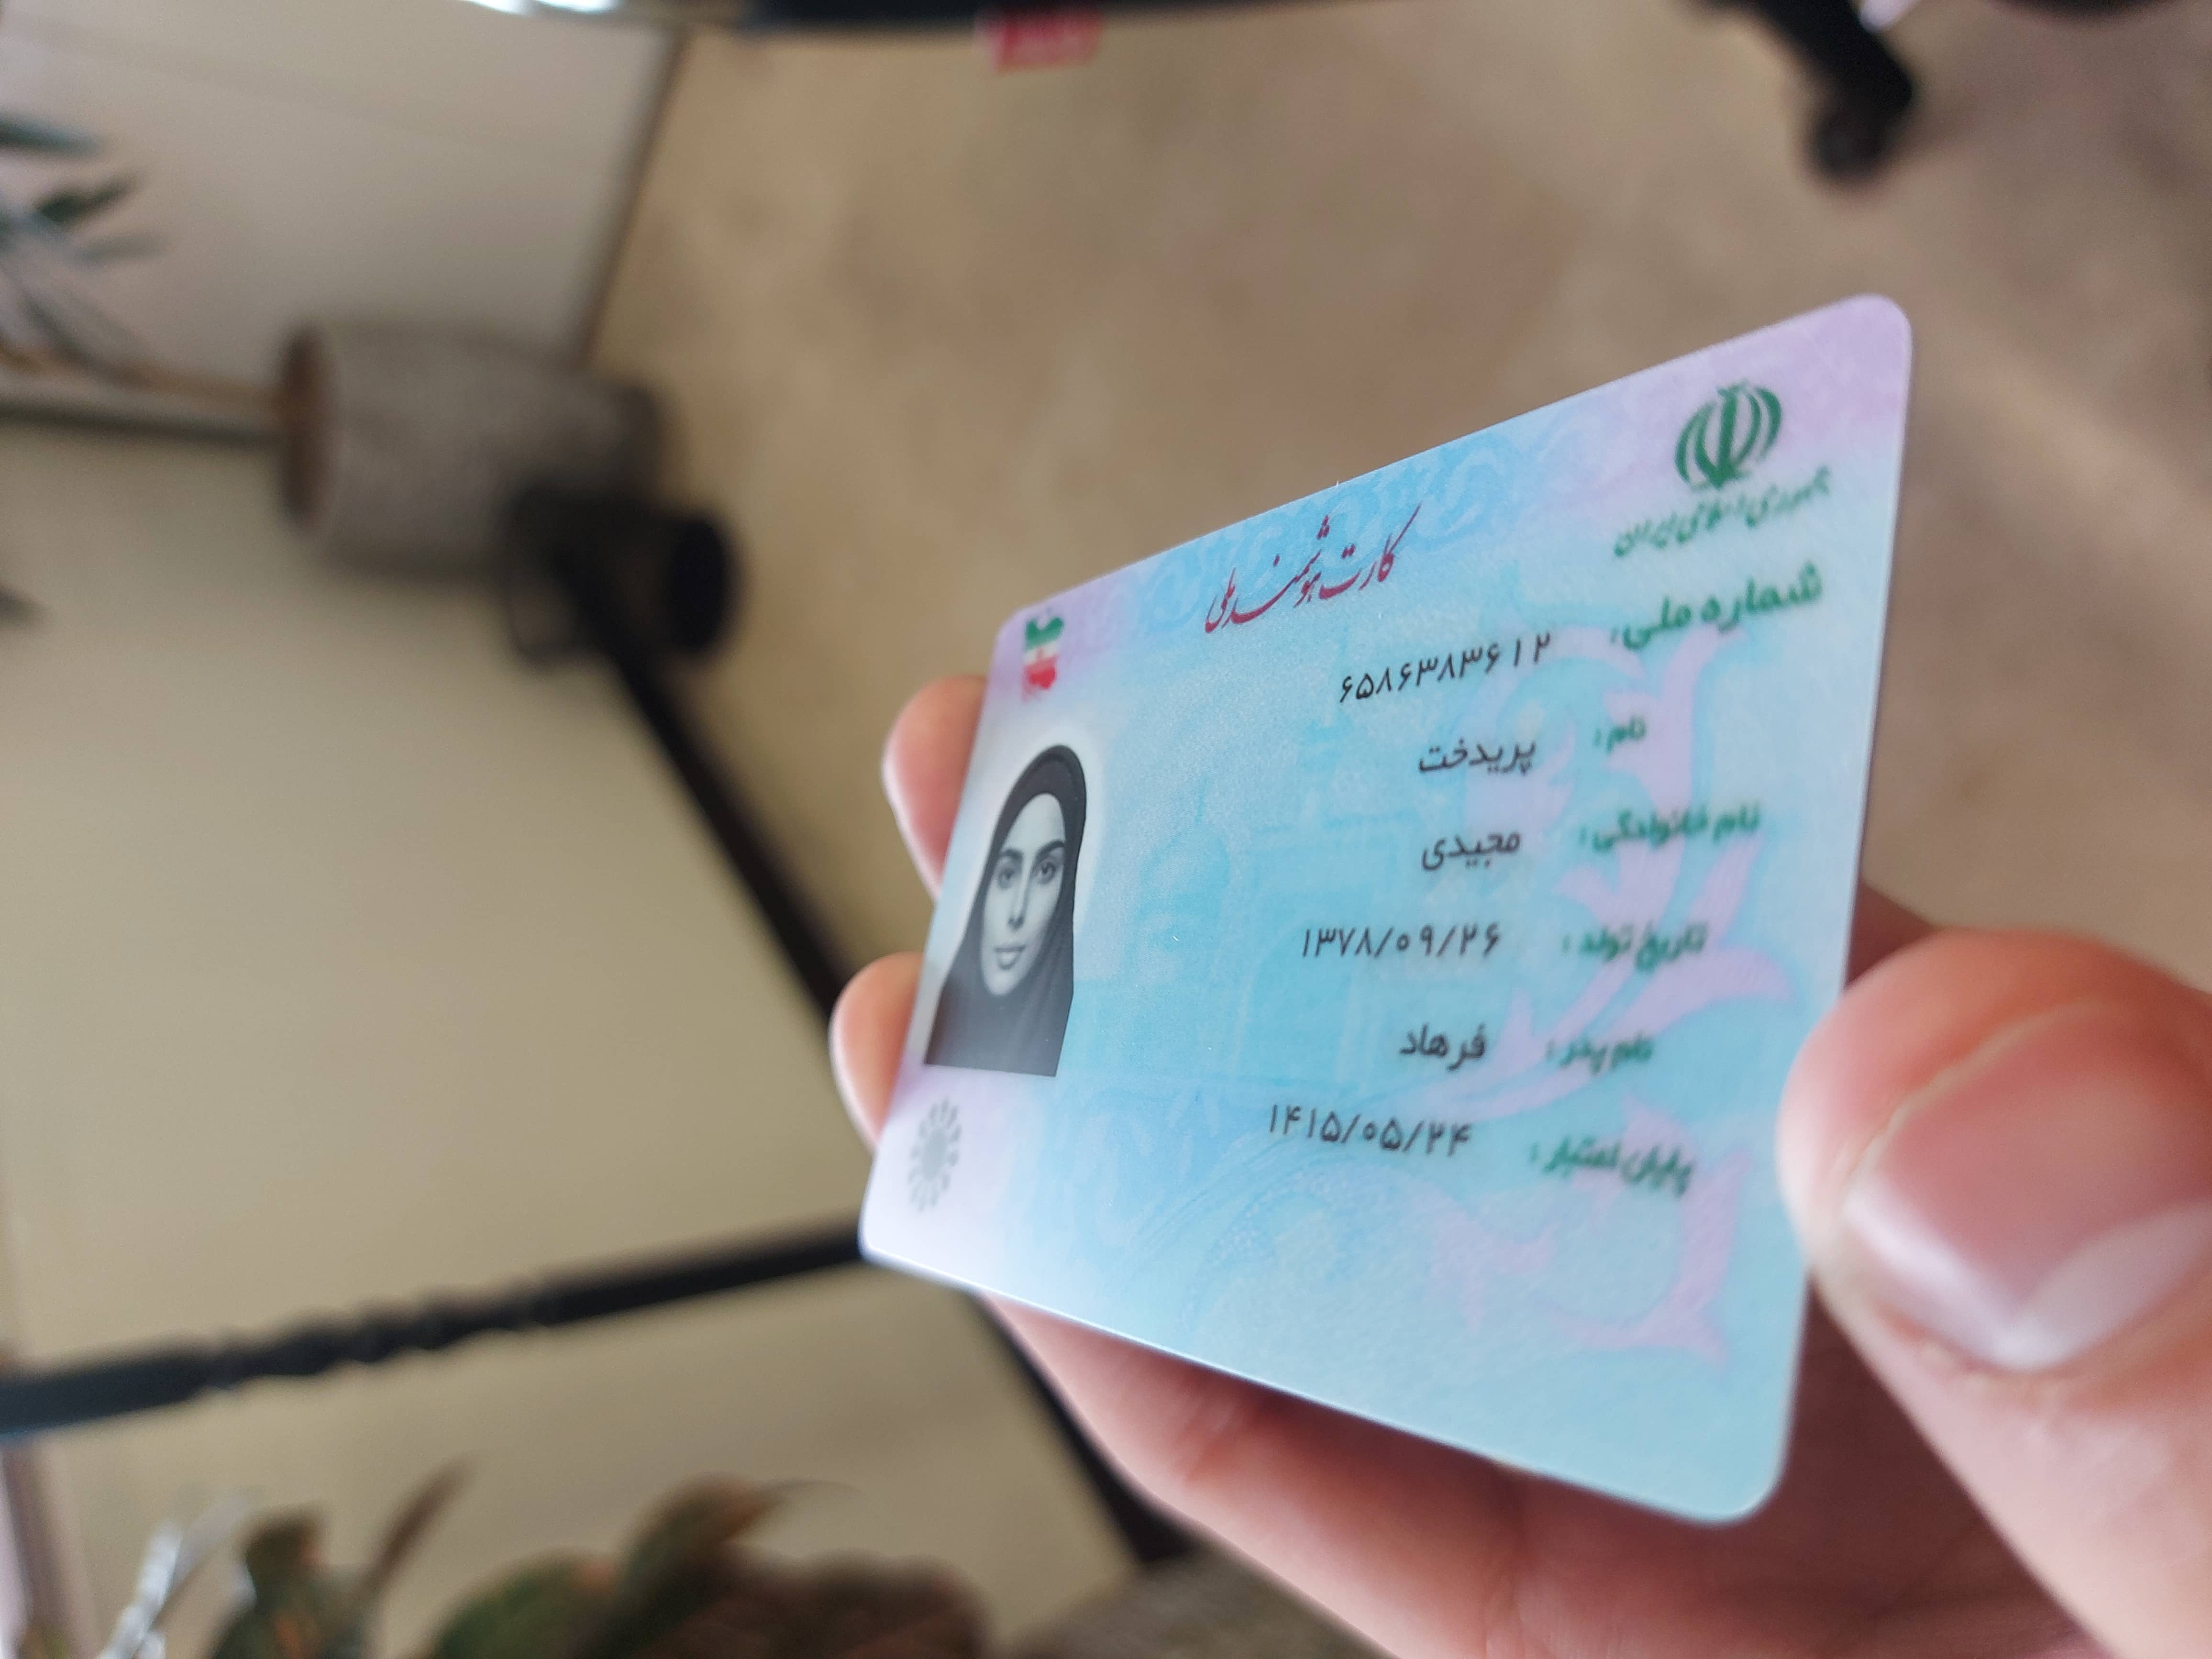 جمهوری اسلامی ایران
کارت هوشمند ملی
شماره ملی: ۶۵۸۶۳۸۳۶۱۲
نام: پریدخت
نام خانوادگی: مجیدی
تاریخ تولد: ۱۳۷۸/۰۹/۲۶
نام پدر: فرهاد
پایان اعتبار: ۱۴۱۵/۰۵/۲۴